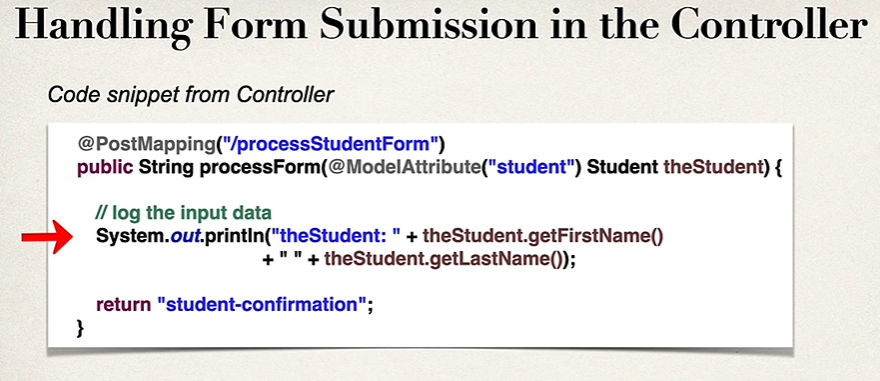 Handling Form Submission in the Controller
Code snippet from Controller
@PostMapping("/processStudentForm")
public String processForm(@ModelAttribute("student") Student theStudent) {
// log the input data
System.out.println("theStudent: " + theStudent.getFirstName()
+ " " + theStudent.getLastName());
return "student-confirmation";
}